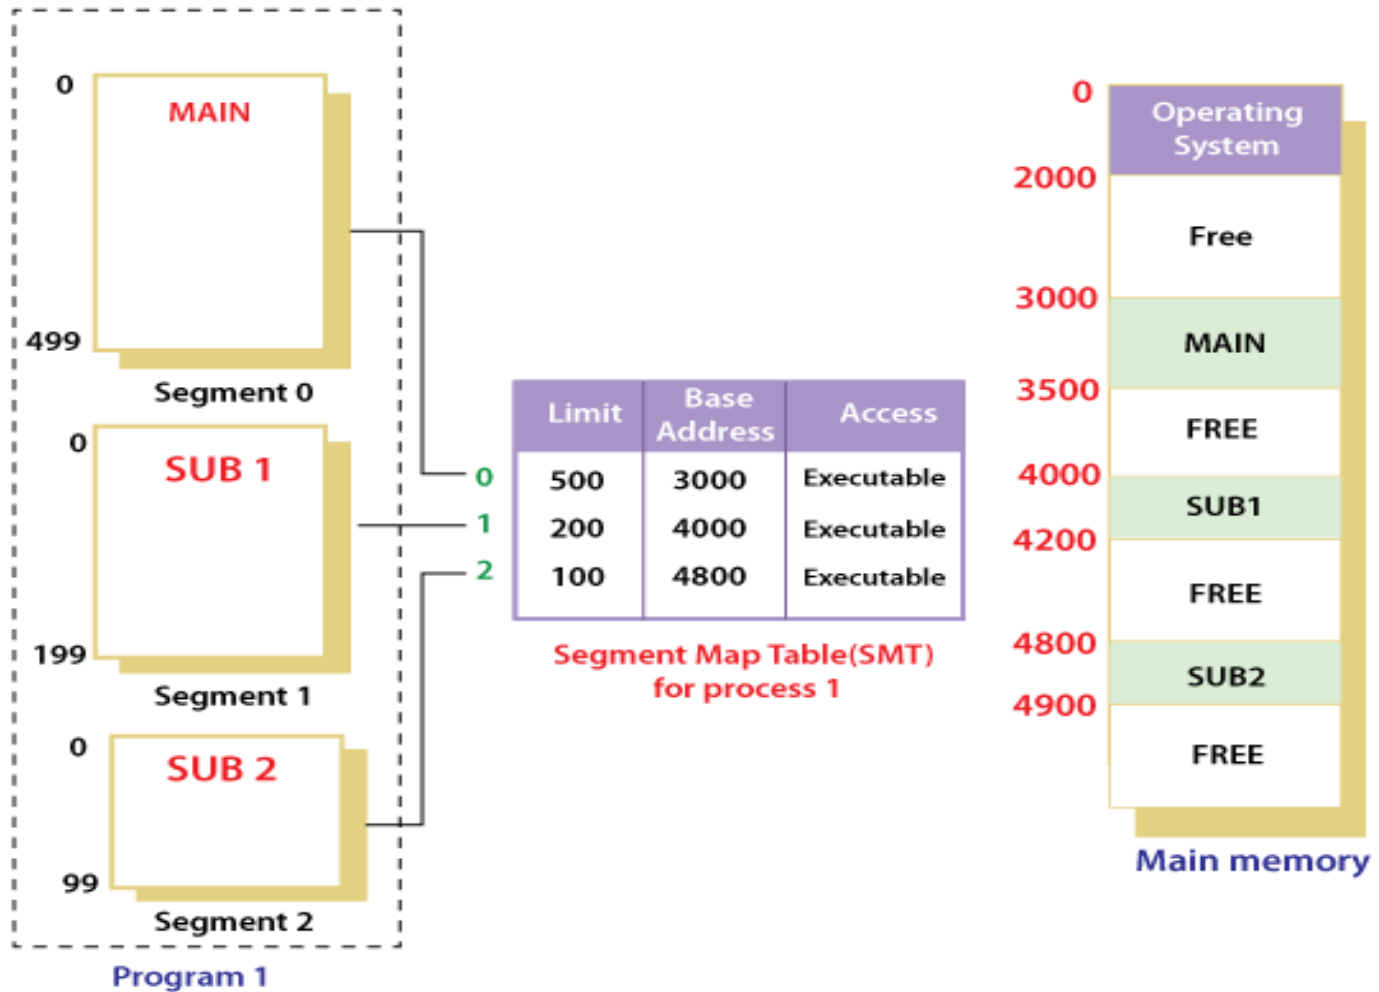 0
MAIN
499
Segment 0
0
SUB 1
199
Segment 1
0
SUB 2
99
Segment 2
Program 1
Limit Base Address Access
0 500 3000 Executable
1 200 4000 Executable
2 100 4800 Executable
Segment Map Table(SMT)
for process 1
0
Operating
System
2000
Free
3000
MAIN
3500
FREE
4000
SUB1
4200
FREE
4800
SUB2
4900
FREE
Main memory